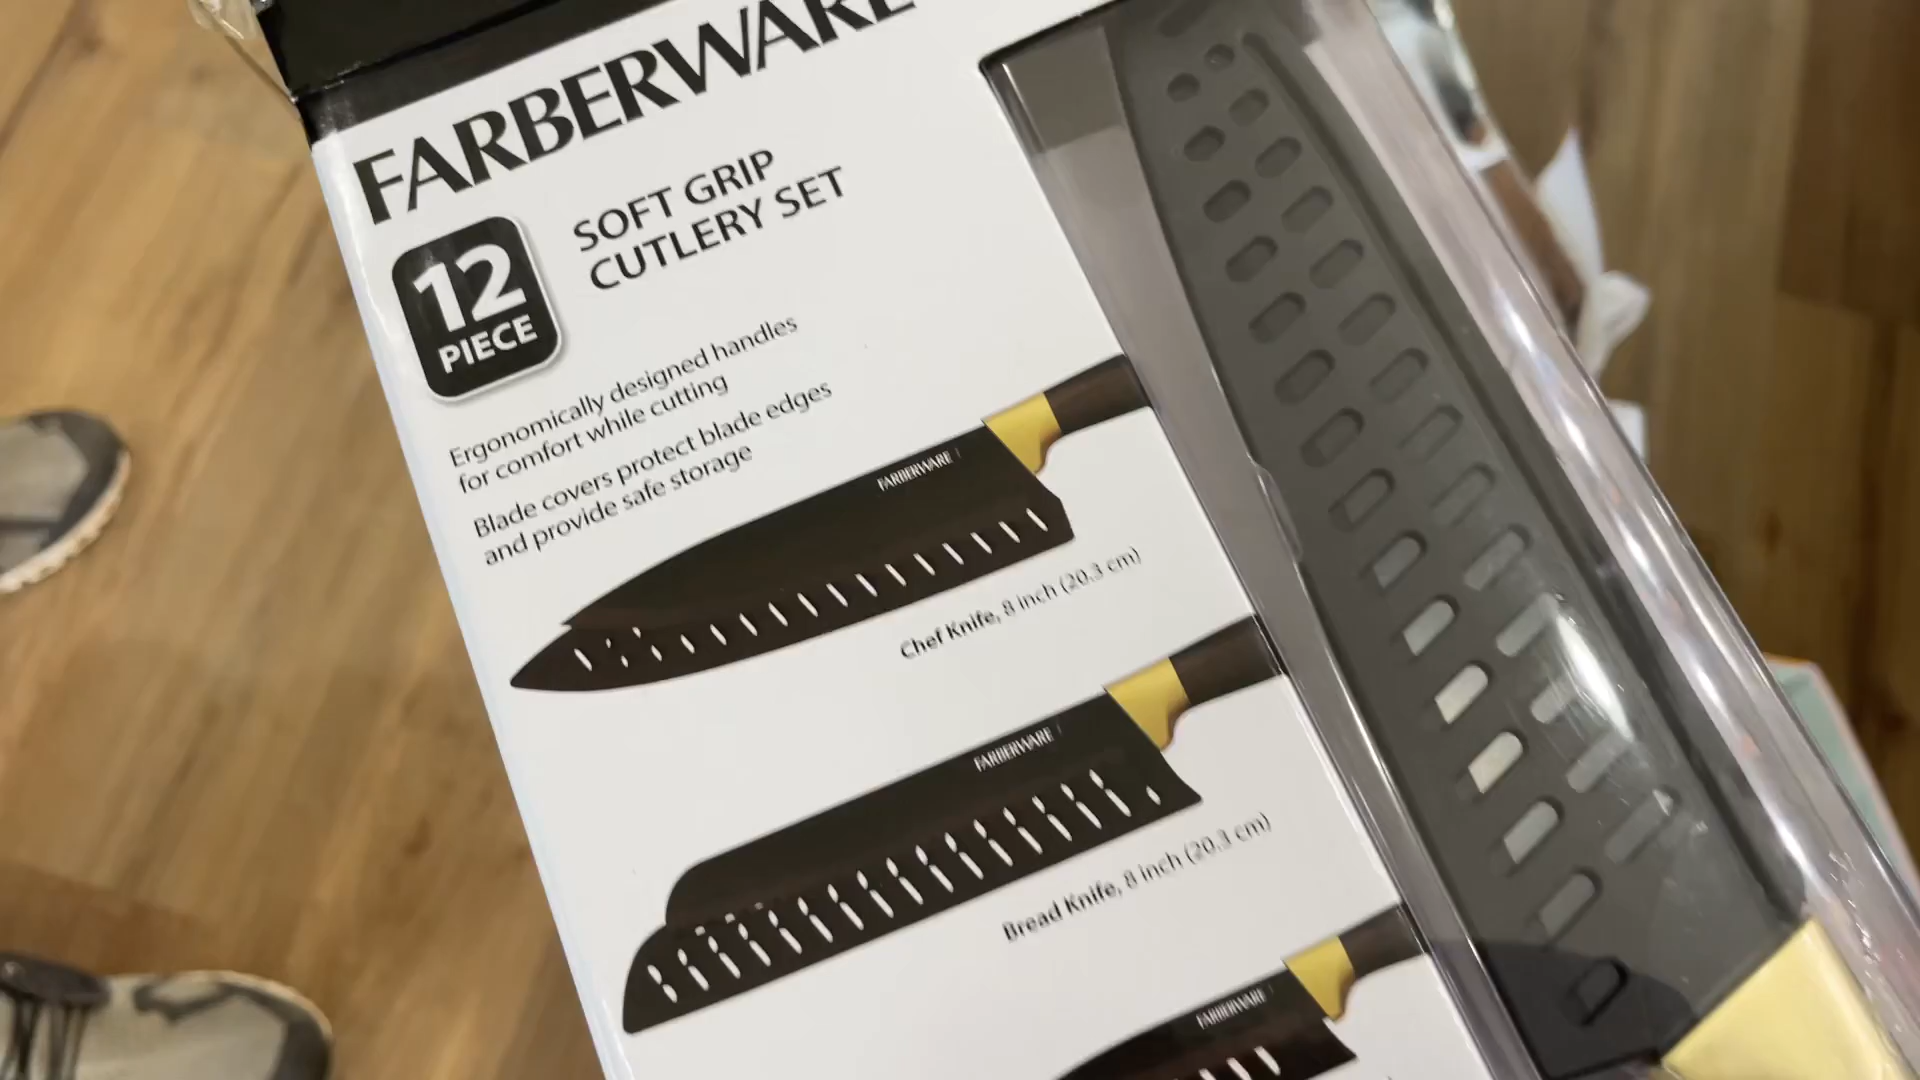 FARBERWARE
12
PIECE
SOFT GRIP
CUTLERY SET
Ergonomically designed handles
for comfort while cutting
Blade covers protect blade edges
and provide safe storage
FARBERWARE
Chef Knife, 8 inch (20.3 cm)
FARBERWARE
Bread Knife, 8 inch (20.3 cm)
FARBERWARE